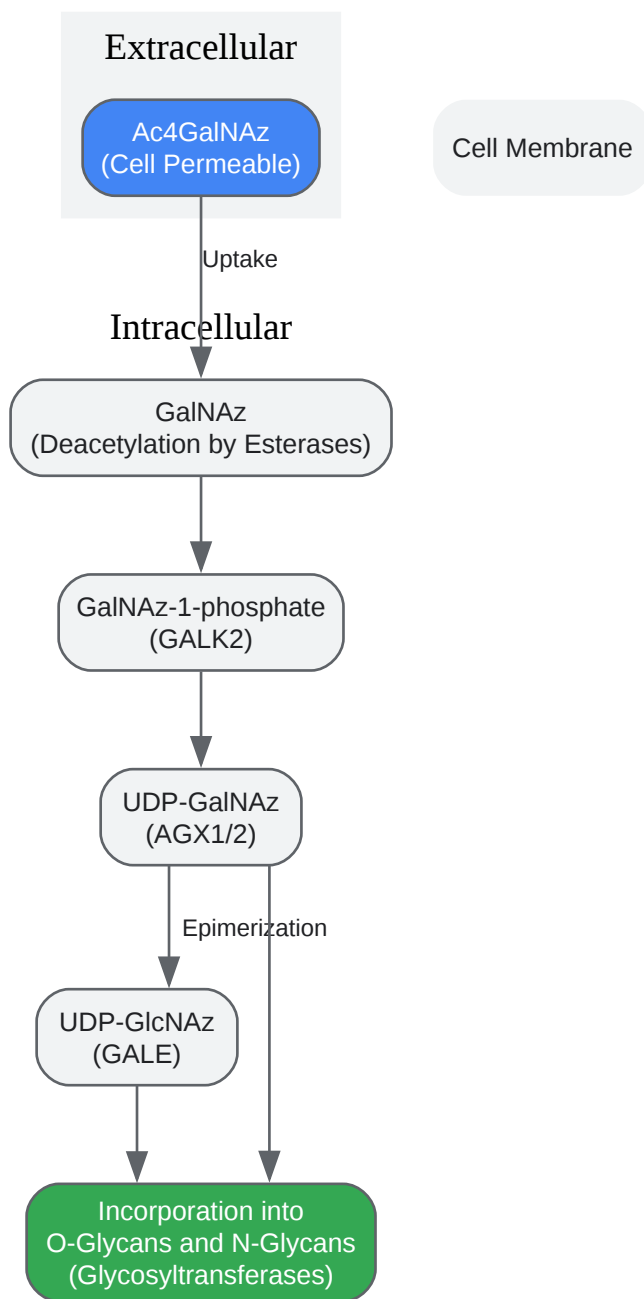 Extracellular
Ac4GalNAz
(Cell Permeable)
Cell Membrane
Uptake
Intracellular
GalNAz
(Deacetylation by Esterases)
GalNAz-1-phosphate
(GALK2)
UDP-GalNAz
(AGX1/2)
Epimerization
UDP-GlcNAz
(GALE)
Incorporation into
O-Glycans and N-Glycans
(Glycosyltransferases)